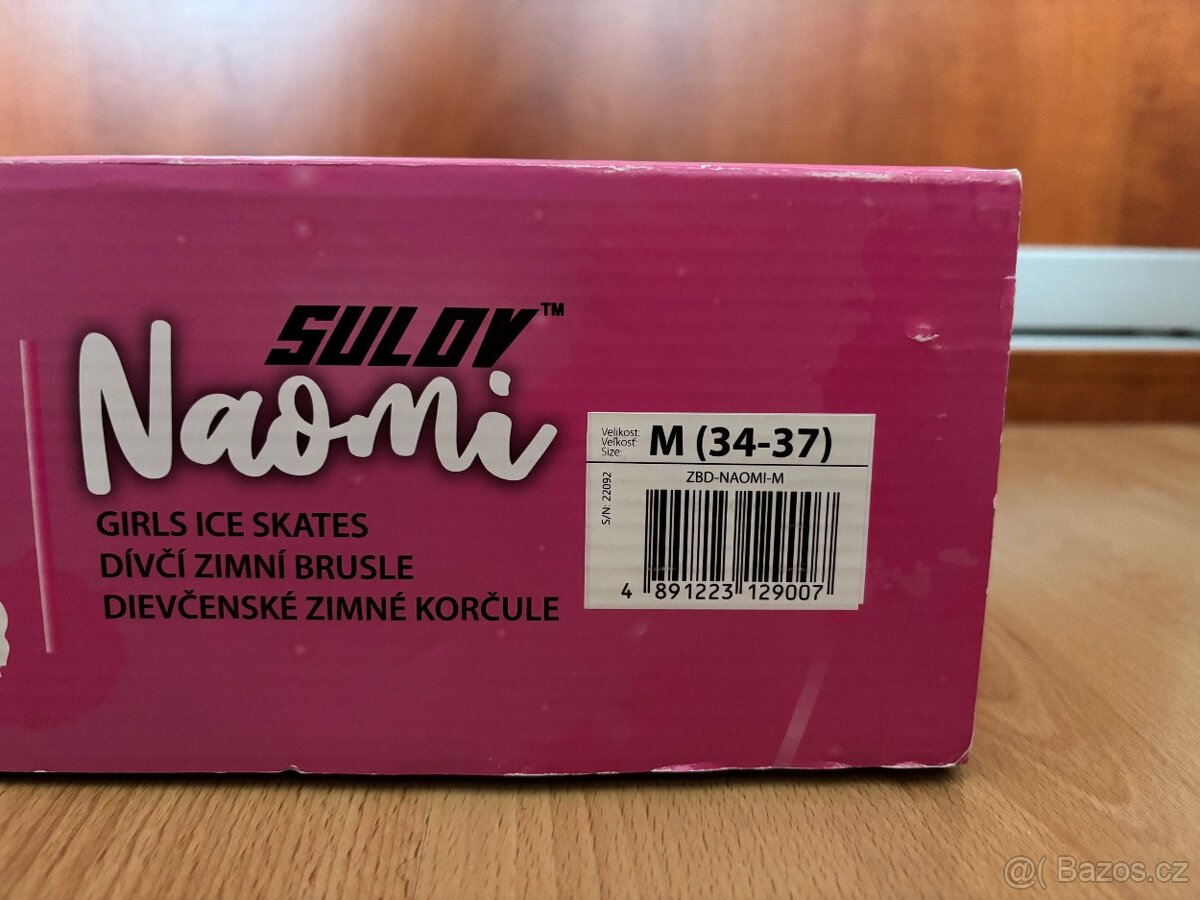 SULOV™
Naomi
GIRLS ICE SKATES
DÍVČÍ ZIMNÍ BRUSLE
DIEVČENSKÉ ZIMNÉ KORČULE
Velikost:
Veľkosť:
Size:
M (34-37)
ZBD-NAOMI-M
S/N: 22092
4 891223 129007
@( Bazos.cz